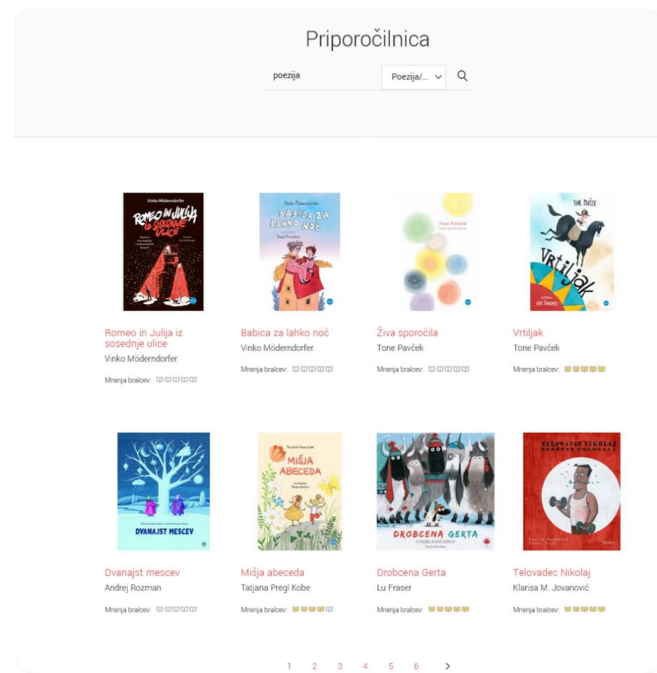 Priporočilnica
poezija
Poezija/...
Vinko Möderndorfer
ROMEO IN JULIJA
IZ SOSEDNJE
ULICE
Vinko Möderndorfer
BABICA ZA
LAHKO NOČ
Tone Pavček
TONE PAVČEK
VRTILJAK
Romeo in Julija iz
sosednje ulice
Vinko Möderndorfer
Mnenja bralcev:
Babica za lahko noč
Vinko Möderndorfer
Mnenja bralcev:
Živa sporočila
Tone Pavček
Mnenja bralcev:
Vrtiljak
Tone Pavček
Mnenja bralcev:
DVANAJST MESCEV
MIŠJA
ABECEDA
DROBCENA GERTA
TELOVADEC NIKOLAJ
Dvanajst mescev
Andrej Rozman
Mnenja bralcev:
Mišja abeceda
Tatjana Pregl Kobe
Mnenja bralcev:
Drobcena Gerta
Lu Fraser
Mnenja bralcev:
Telovadec Nikolaj
Klarisa M. Jovanović
Mnenja bralcev:
1 2 3 4 5 6